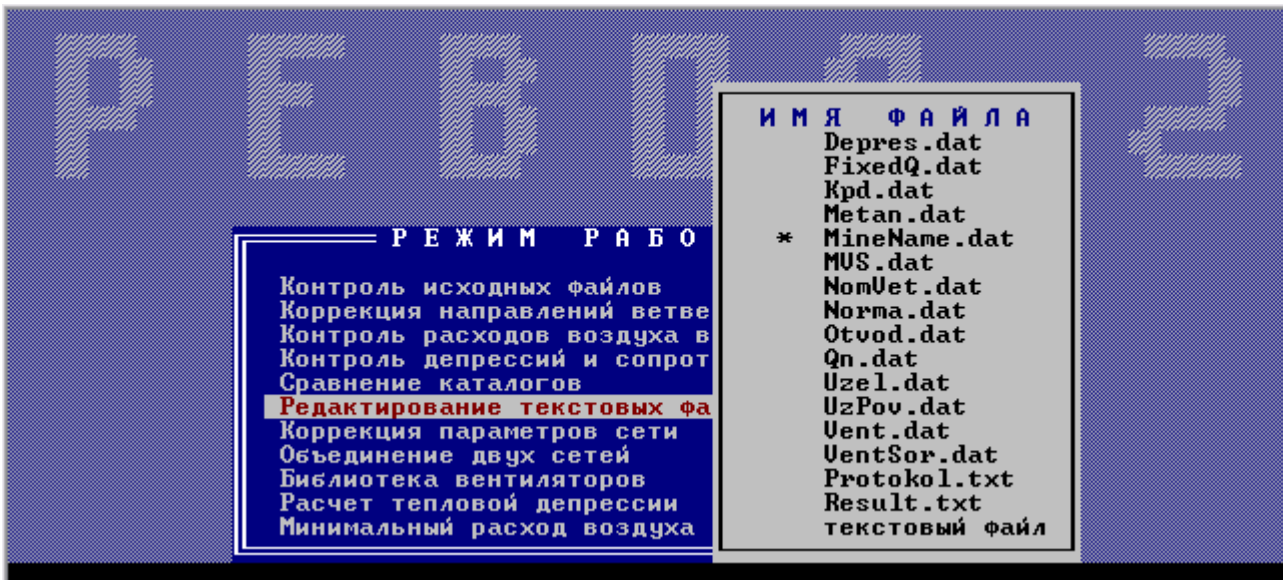 РЕВОД 2
РЕЖИМ РАБО
Контроль исходных файлов
Коррекция направлений ветве
Контроль расходов воздуха в
Контроль депрессий и сопрот
Сравнение каталогов
Редактирование текстовых фа
Коррекция параметров сети
Объединение двух сетей
Библиотека вентиляторов
Расчет тепловой депрессии
Минимальный расход воздуха
ИМЯ ФАЙЛА
Depres.dat
FixedQ.dat
Kpd.dat
Metan.dat
* MineName.dat
MVS.dat
NomVet.dat
Norma.dat
Otvod.dat
Qn.dat
Uzel.dat
UzPov.dat
Vent.dat
VentSor.dat
Protokol.txt
Result.txt
текстовый файл